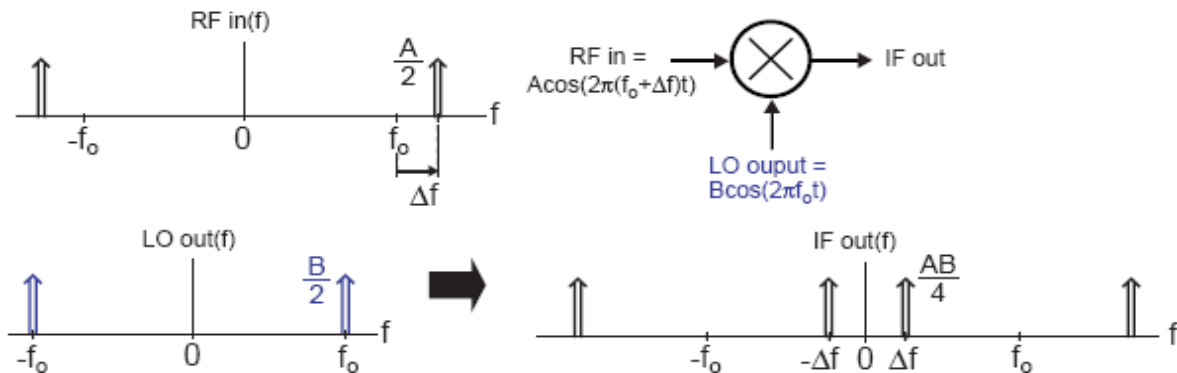 RF in(f)
A
2
-fₒ
0
fₒ
f
Δf
RF in =
Acos(2π(fₒ+Δf)t)
IF out
LO ouput =
Bcos(2πfₒt)
LO out(f)
B
2
-fₒ
0
fₒ
f
IF out(f)
AB
4
-fₒ
-Δf
0
Δf
fₒ
f